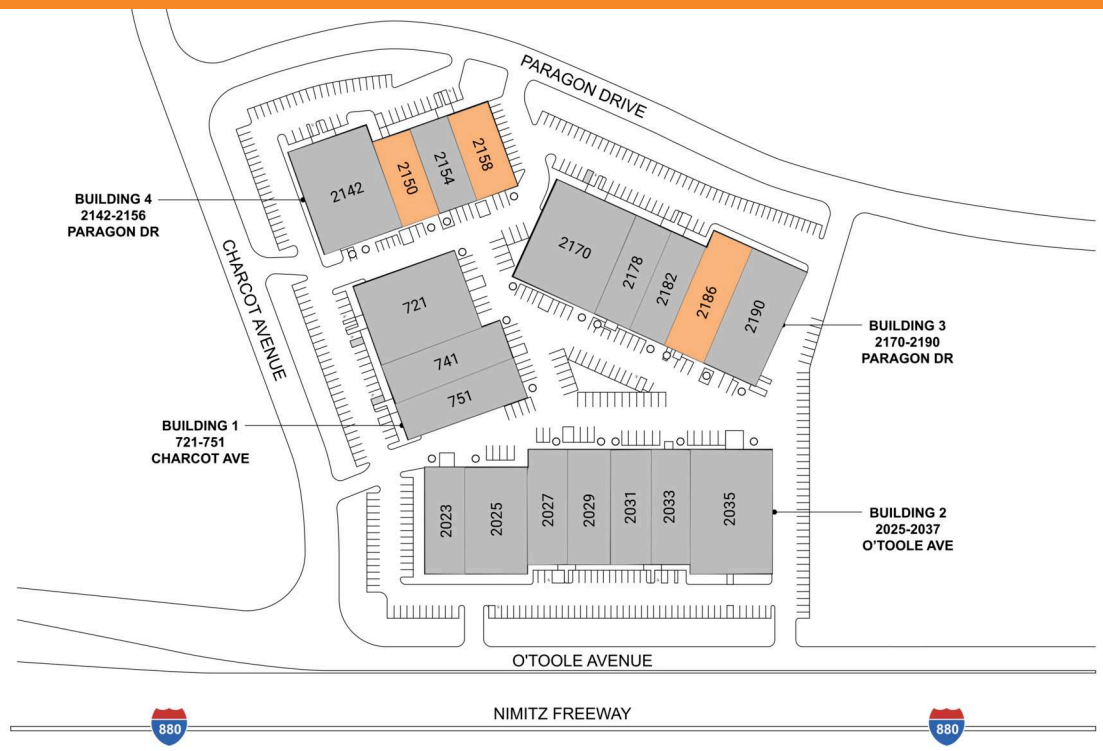 PARAGON DRIVE
2142
2150
2154
2158
BUILDING 4
2142-2156
PARAGON DR
CHARCOT AVENUE
2170
2178
2182
2186
2190
721
741
751
BUILDING 3
2170-2190
PARAGON DR
BUILDING 1
721-751
CHARCOT AVE
2023
2025
2027
2029
2031
2033
2035
BUILDING 2
2025-2037
O'TOOLE AVE
O'TOOLE AVENUE
NIMITZ FREEWAY
880
880